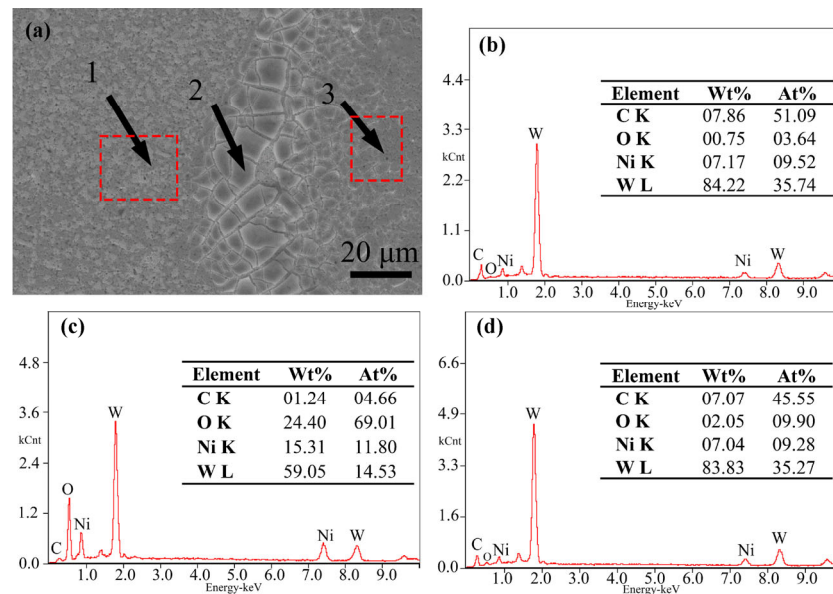 (a)
1
2
3
20 μm
(b)
4.4
3.3
kCnt
2.2
1.1
0.0
Element Wt% At%
C K 07.86 51.09
O K 00.75 03.64
Ni K 07.17 09.52
W L 84.22 35.74
W
C
O
Ni
Ni
W
1.0 2.0 3.0 4.0 5.0 6.0 7.0 8.0 9.0
Energy-keV
(c)
4.8
3.6
kCnt
2.4
1.2
0.0
Element Wt% At%
C K 01.24 04.66
O K 24.40 69.01
Ni K 15.31 11.80
W L 59.05 14.53
W
O
Ni
C
Ni
W
1.0 2.0 3.0 4.0 5.0 6.0 7.0 8.0 9.0
Energy-keV
(d)
6.6
4.9
kCnt
3.3
1.6
0.0
Element Wt% At%
C K 07.07 45.55
O K 02.05 09.90
Ni K 07.04 09.28
W L 83.83 35.27
W
C
O
Ni
Ni
W
1.0 2.0 3.0 4.0 5.0 6.0 7.0 8.0 9.0
Energy-keV